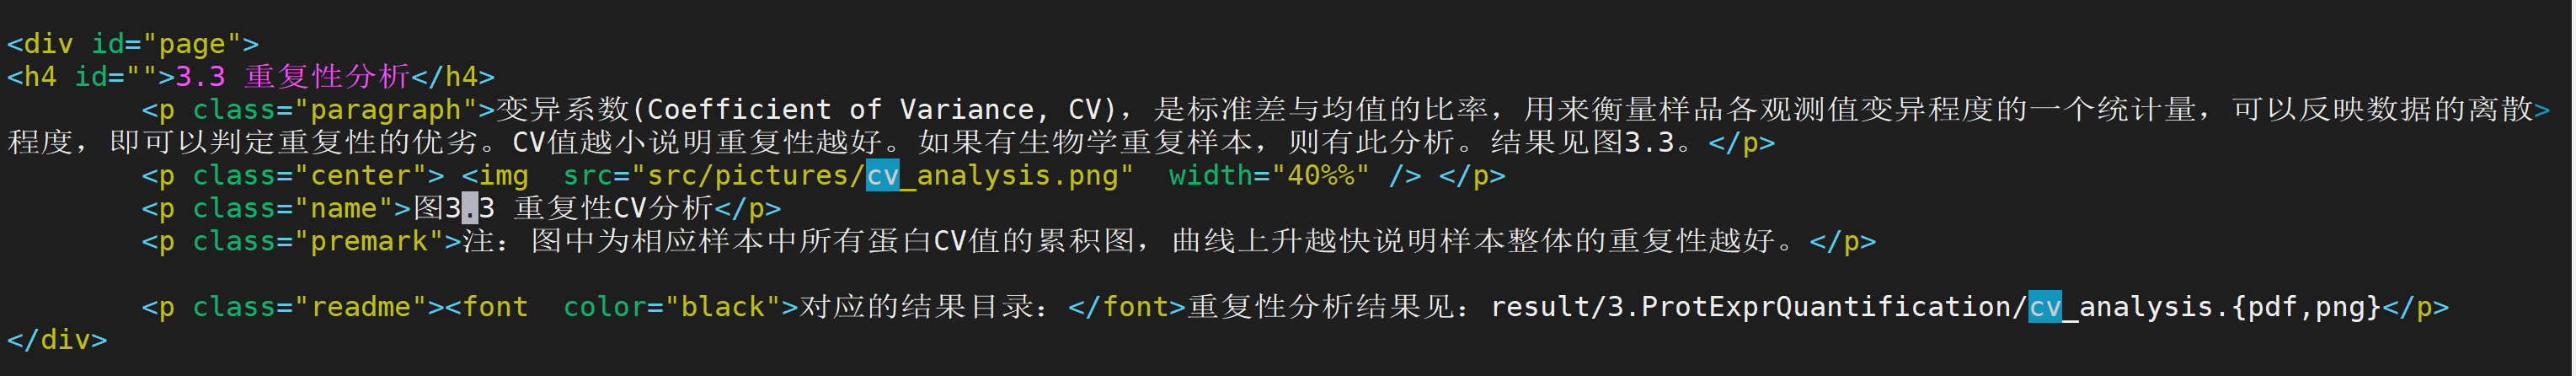 <div id="page">
<h4 id="">3.3 重复性分析</h4>
        <p class="paragraph">变异系数(Coefficient of Variance, CV)，是标准差与均值的比率，用来衡量样品各观测值变异程度的一个统计量，可以反映数据的离散>
程度，即可以判定重复性的优劣。CV值越小说明重复性越好。如果有生物学重复样本，则有此分析。结果见图3.3。</p>
        <p class="center"> <img  src="src/pictures/cv_analysis.png"  width="40%%" /> </p>
        <p class="name">图3.3 重复性CV分析</p>
        <p class="premark">注：图中为相应样本中所有蛋白CV值的累积图，曲线上升越快说明样本整体的重复性越好。</p>
        <p class="readme"><font  color="black">对应的结果目录：</font>重复性分析结果见：result/3.ProtExprQuantification/cv_analysis.{pdf,png}</p>
</div>